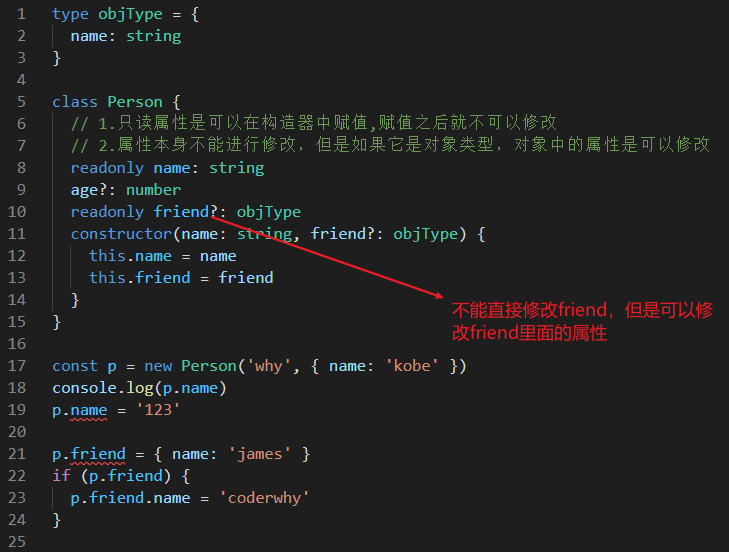 1 type objType = {
2   name: string
3 }
4
5 class Person {
6   // 1.只读属性是可以在构造器中赋值,赋值之后就不可以修改
7   // 2.属性本身不能进行修改，但是如果它是对象类型，对象中的属性是可以修改
8   readonly name: string
9   age?: number
10   readonly friend?: objType
11   constructor(name: string, friend?: objType) {
12     this.name = name
13     this.friend = friend
14   }
15 }
16
17 const p = new Person('why', { name: 'kobe' })
18 console.log(p.name)
19 p.name = '123'
20
21 p.friend = { name: 'james' }
22 if (p.friend) {
23   p.friend.name = 'coderwhy'
24 }
25
不能直接修改friend，但是可以修
改friend里面的属性